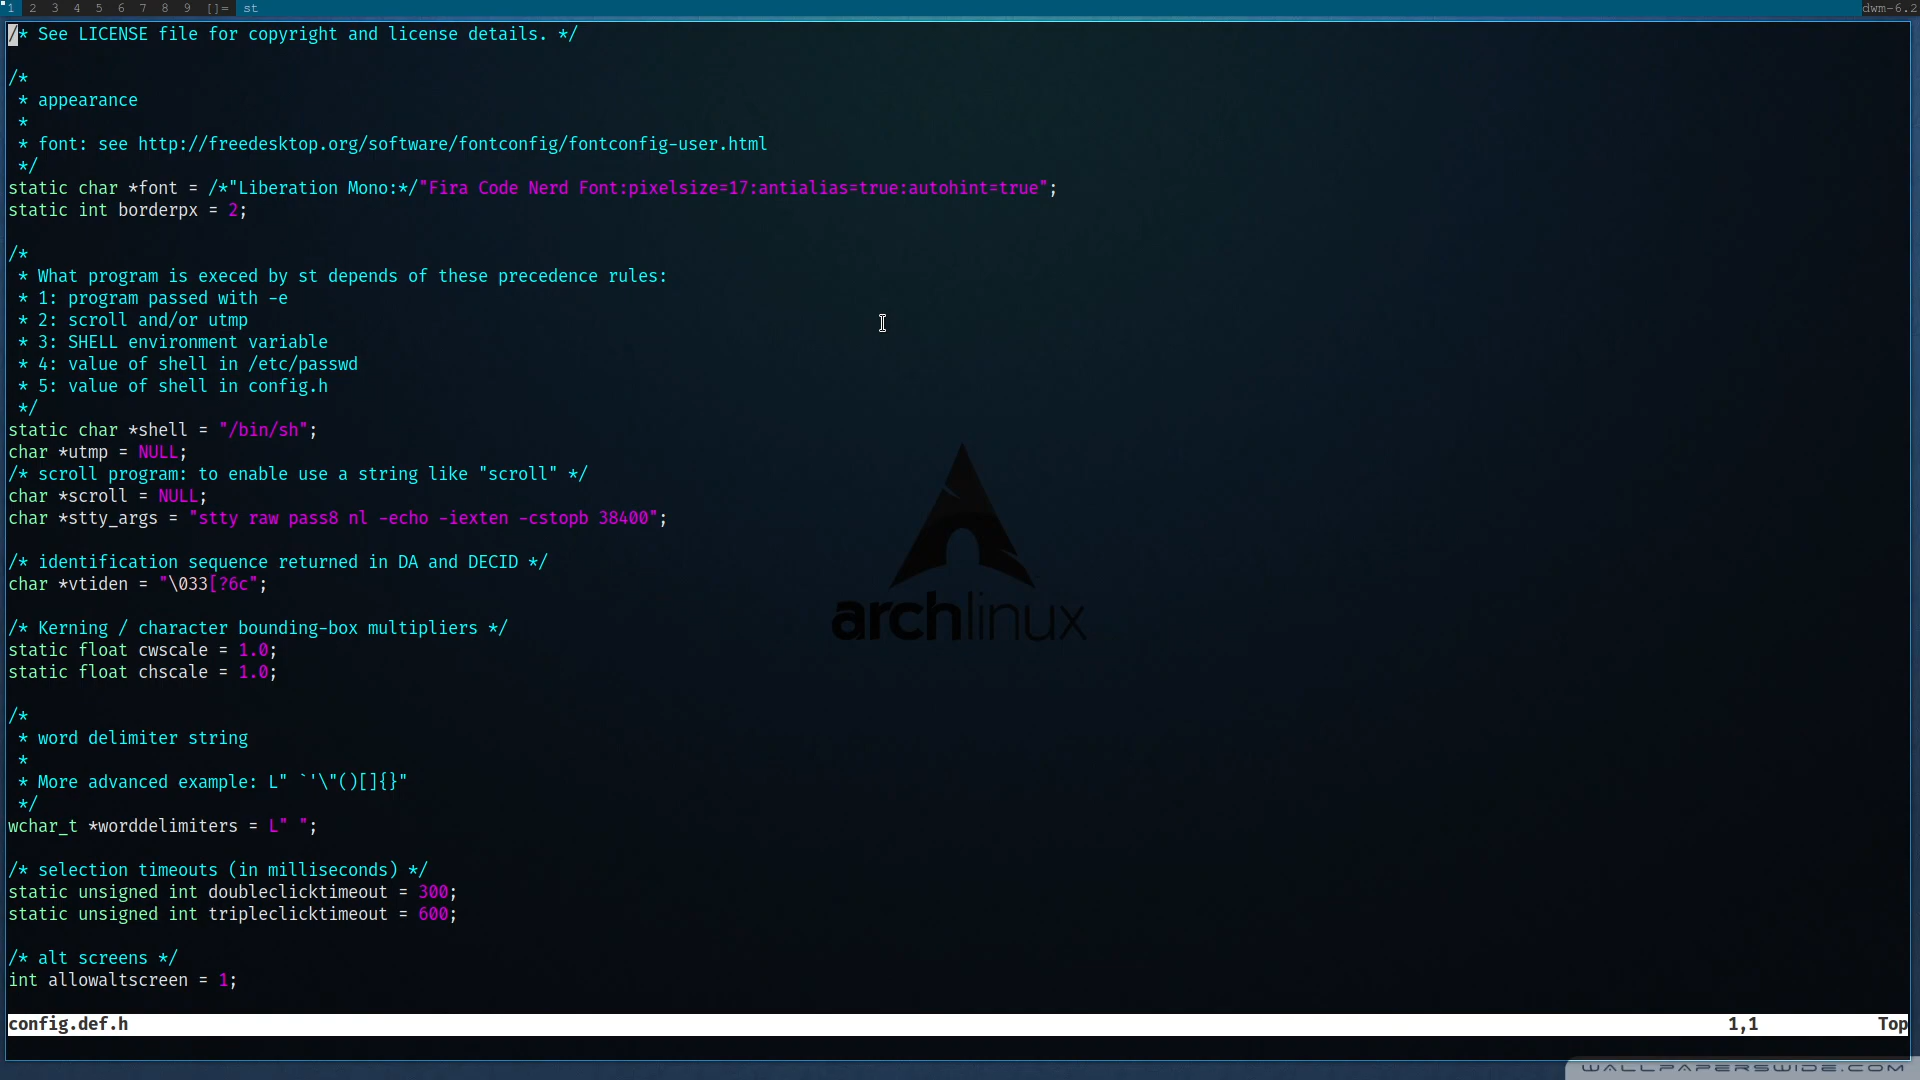 1 2 3 4 5 6 7 8 9 []= st dwm-6.2
/* See LICENSE file for copyright and license details. */
/*
 * appearance
 *
 * font: see http://freedesktop.org/software/fontconfig/fontconfig-user.html
 */
static char *font = /*"Liberation Mono:*/"Fira Code Nerd Font:pixelsize=17:antialias=true:autohint=true";
static int borderpx = 2;
/*
 * What program is execed by st depends of these precedence rules:
 * 1: program passed with -e
 * 2: scroll and/or utmp
 * 3: SHELL environment variable
 * 4: value of shell in /etc/passwd
 * 5: value of shell in config.h
 */
static char *shell = "/bin/sh";
char *utmp = NULL;
/* scroll program: to enable use a string like "scroll" */
char *scroll = NULL;
char *stty_args = "stty raw pass8 nl -echo -iexten -cstopb 38400";
/* identification sequence returned in DA and DECID */
char *vtiden = "\033[?6c";
/* Kerning / character bounding-box multipliers */
static float cwscale = 1.0;
static float chscale = 1.0;
/*
 * word delimiter string
 *
 * More advanced example: L" `'\"()[]{}"
 */
wchar_t *worddelimiters = L" ";
/* selection timeouts (in milliseconds) */
static unsigned int doubleclicktimeout = 300;
static unsigned int tripleclicktimeout = 600;
/* alt screens */
int allowaltscreen = 1;
config.def.h 1,1 Top
archlinux
WALLPAPERSWIDE.COM